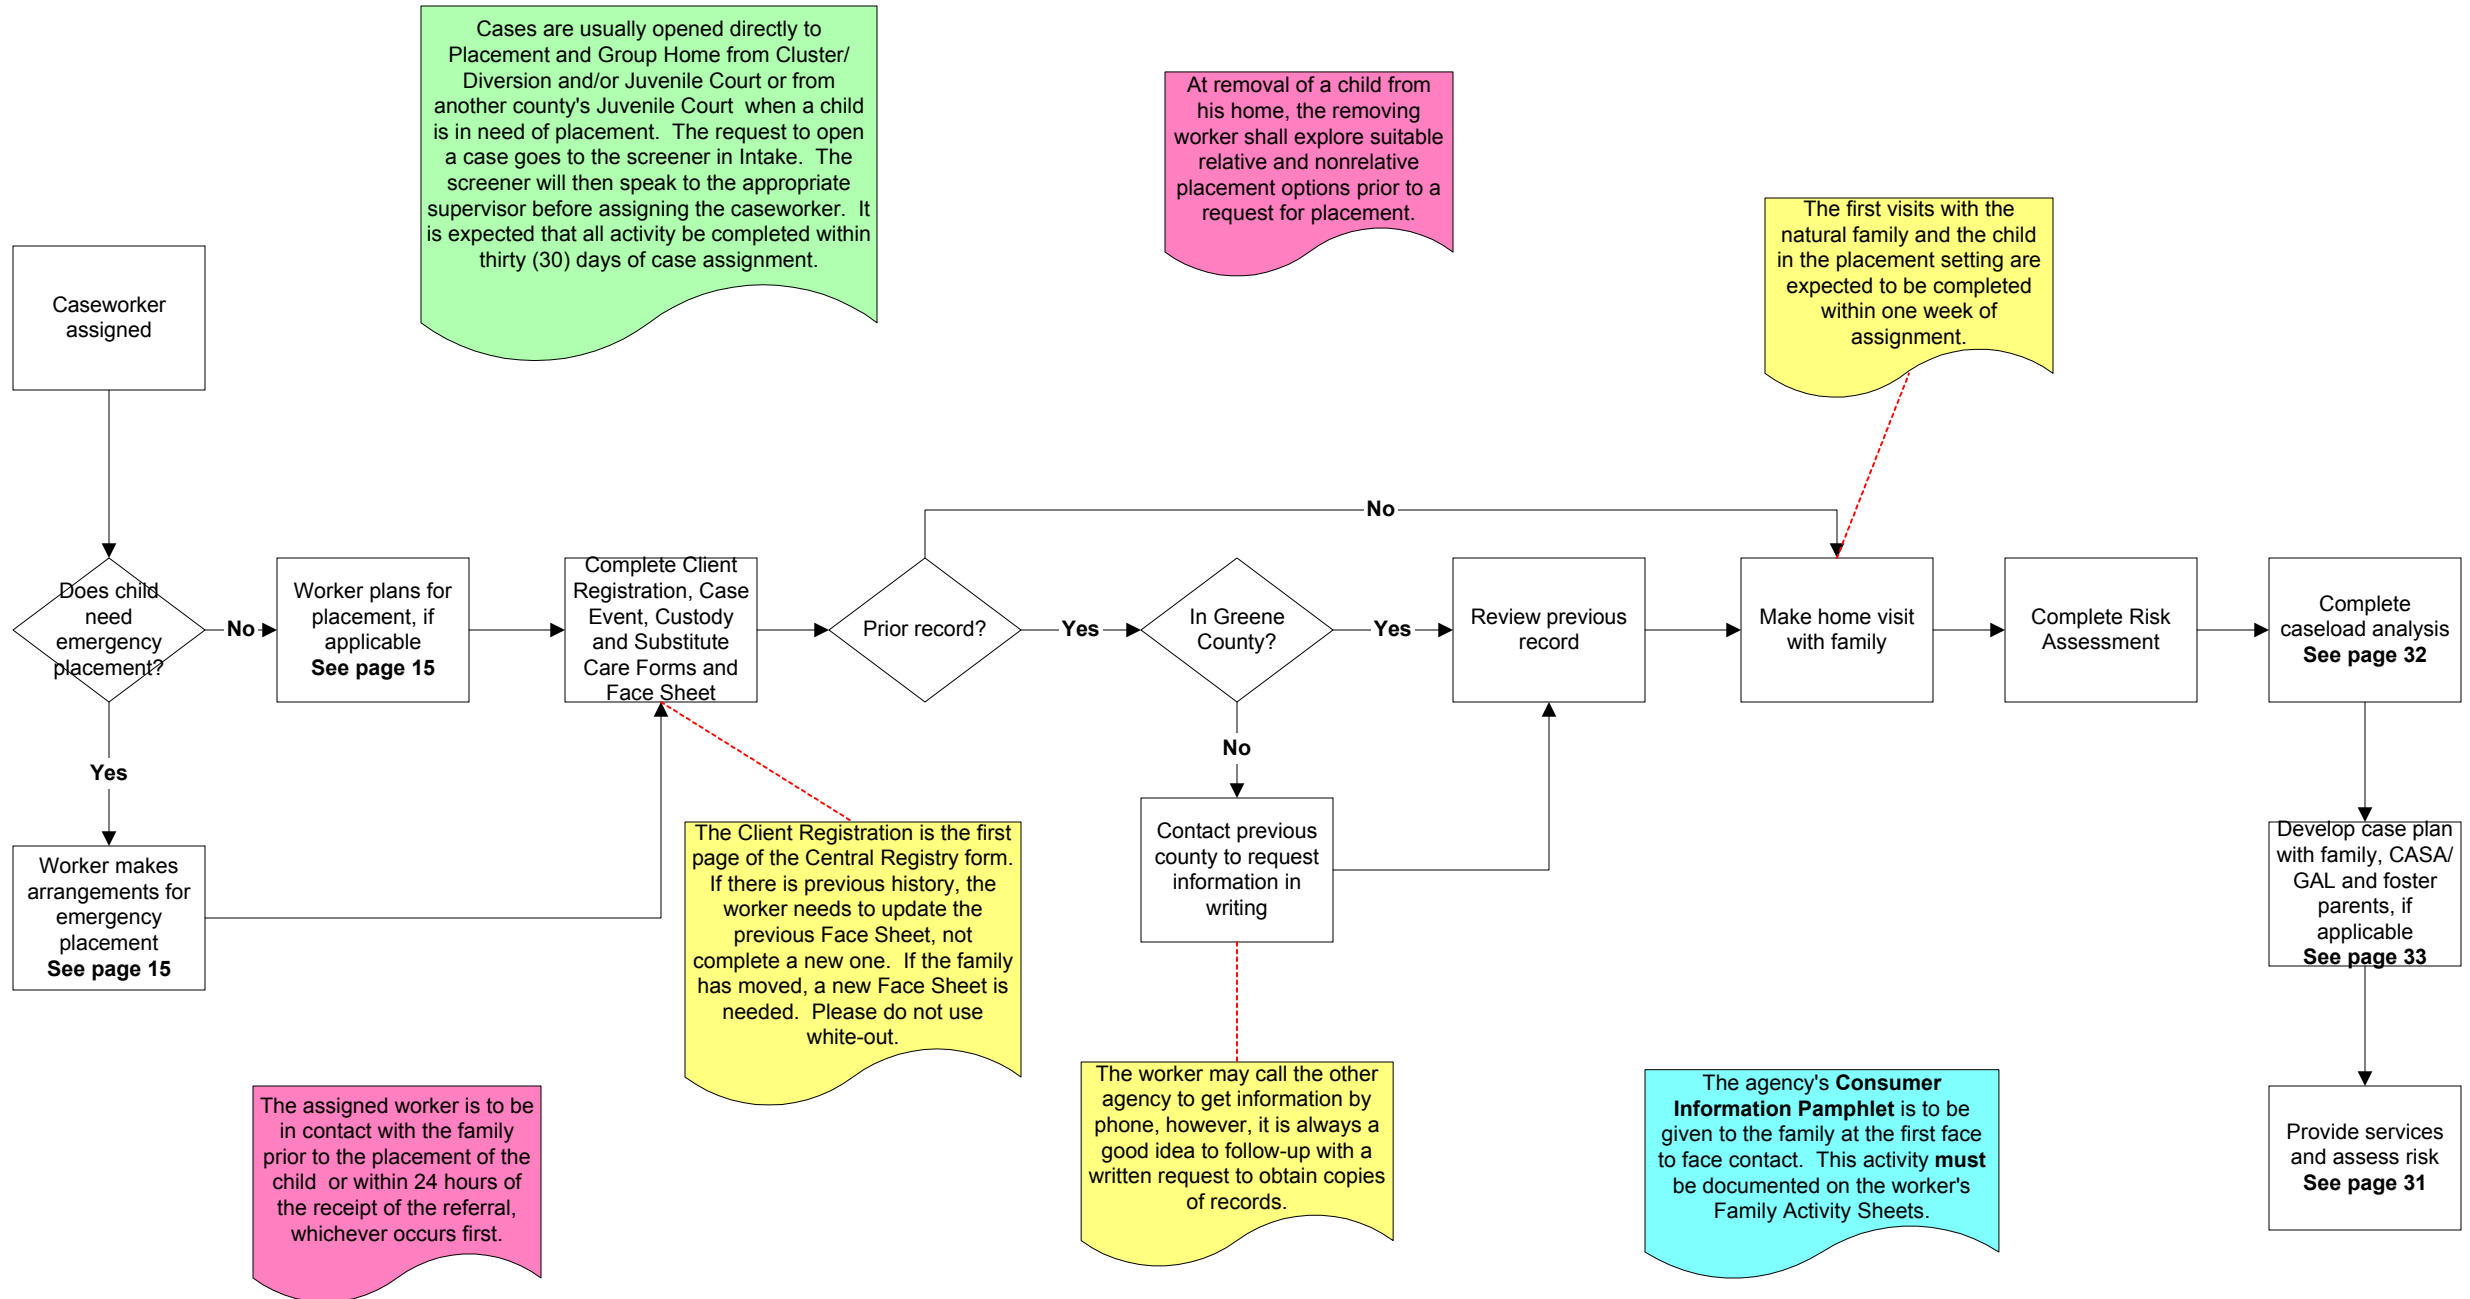 Cases are usually opened directly to
Placement and Group Home from Cluster/
Diversion and/or Juvenile Court or from
another county's Juvenile Court  when a child
is in need of placement.  The request to open
a case goes to the screener in Intake.  The
screener will then speak to the appropriate
supervisor before assigning the caseworker.  It
is expected that all activity be completed within
thirty (30) days of case assignment.
At removal of a child from
his home, the removing
worker shall explore suitable
relative and nonrelative
placement options prior to a
request for placement.
The first visits with the
natural family and the child
in the placement setting are
expected to be completed
within one week of
assignment.
Caseworker
assigned
Does child
need
emergency
placement?
No
Worker plans for
placement, if
applicable
See page 15
Complete Client
Registration, Case
Event, Custody
and Substitute
Care Forms and
Face Sheet
Prior record?
No
Yes
In Greene
County?
Yes
Review previous
record
Make home visit
with family
Complete Risk
Assessment
Complete
caseload analysis
See page 32
Yes
No
Worker makes
arrangements for
emergency
placement
See page 15
The Client Registration is the first
page of the Central Registry form.
If there is previous history, the
worker needs to update the
previous Face Sheet, not
complete a new one.  If the family
has moved, a new Face Sheet is
needed.  Please do not use
white-out.
Contact previous
county to request
information in
writing
Develop case plan
with family, CASA/
GAL and foster
parents, if
applicable
See page 33
The assigned worker is to be
in contact with the family
prior to the placement of the
child  or within 24 hours of
the receipt of the referral,
whichever occurs first.
The worker may call the other
agency to get information by
phone, however, it is always a
good idea to follow-up with a
written request to obtain copies
of records.
The agency's Consumer
Information Pamphlet is to be
given to the family at the first face
to face contact.  This activity must
be documented on the worker's
Family Activity Sheets.
Provide services
and assess risk
See page 31